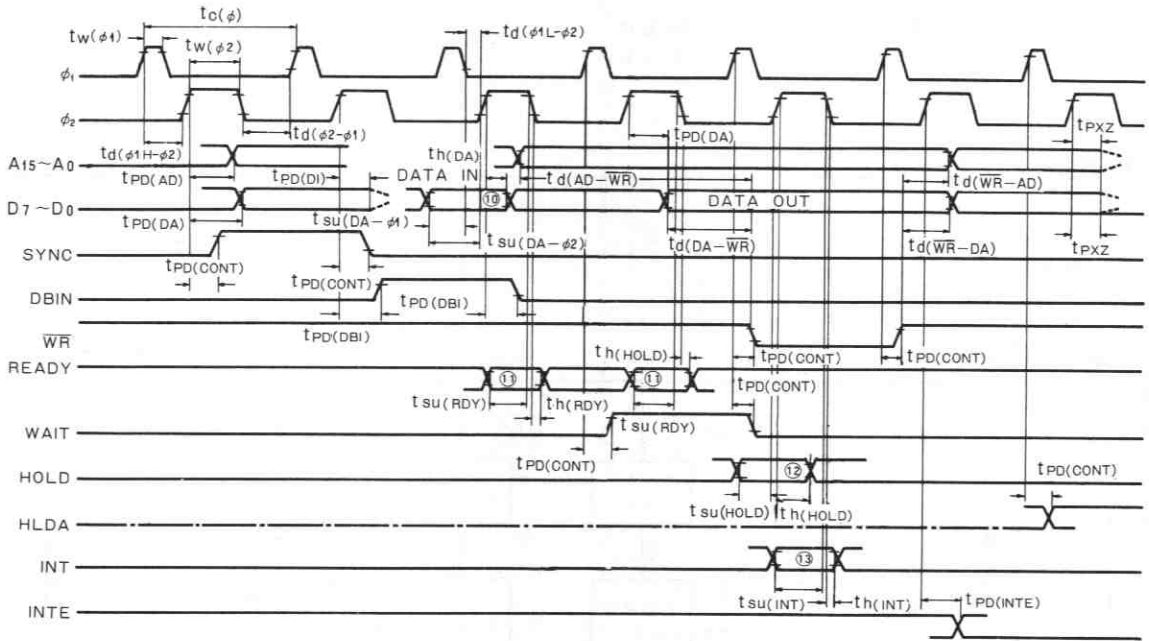 tC(ϕ)
tW(ϕ1)
tW(ϕ2)
td(ϕ1L-ϕ2)
ϕ1
ϕ2
td(ϕ2-ϕ1)
td(ϕ1H-ϕ2)
tPD(DA)
tPXZ
A15~A0
tPD(AD)
tPD(DI)
DATA IN
th(DA)
td(AD-WR̅)
td(WR̅-AD)
D7~D0
⑩
DATA OUT
tPD(DA)
tsu(DA-ϕ1)
tsu(DA-ϕ2)
td(DA-WR̅)
td(WR̅-DA)
tPXZ
SYNC
tPD(CONT)
tPD(CONT)
DBIN
tPD(DBI)
tPD(DBI)
W̅R̅
th(HOLD)
tPD(CONT)
tPD(CONT)
READY
⑪
⑪
tPD(CONT)
tsu(RDY)
th(RDY)
tsu(RDY)
WAIT
tPD(CONT)
HOLD
⑫
tPD(CONT)
tsu(HOLD)
th(HOLD)
HLDA
INT
⑬
tsu(INT)
th(INT)
tPD(INTE)
INTE